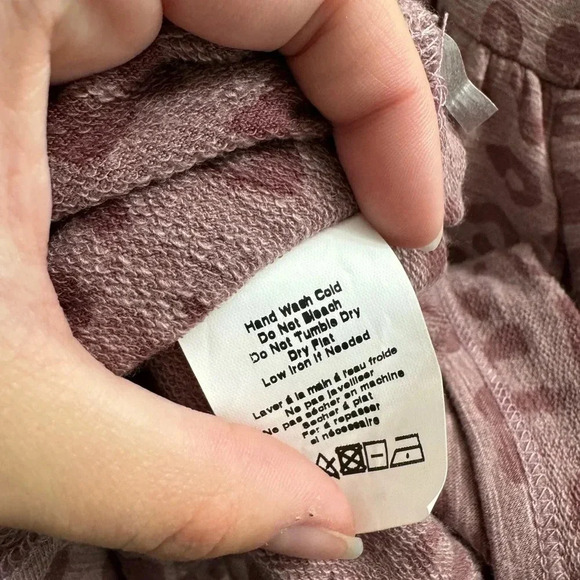 Hand Wash Cold
Do Not Bleach
Do Not Tumble Dry
Dry Flat
Low Iron If Needed
Laver á la main á l'eau froide
Ne pas javelliser
Ne pas sécher en machine
Sécher á plat
Fer á repasser
si nécessaire